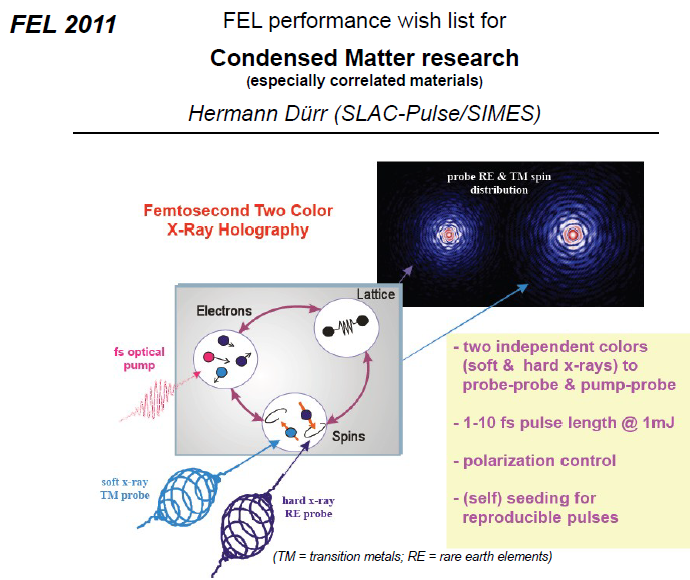 FEL 2011
FEL performance wish list for
Condensed Matter research
(especially correlated materials)
Hermann Dürr (SLAC-Pulse/SIMES)
probe RE & TM spin
distribution
Femtosecond Two Color
X-Ray Holography
Lattice
Electrons
fs optical
pump
Spins
soft x-ray
TM probe
hard x-ray
RE probe
- two independent colors
(soft & hard x-rays) to
probe-probe & pump-probe
- 1-10 fs pulse length @ 1mJ
- polarization control
- (self) seeding for
reproducible pulses
(TM = transition metals; RE = rare earth elements)